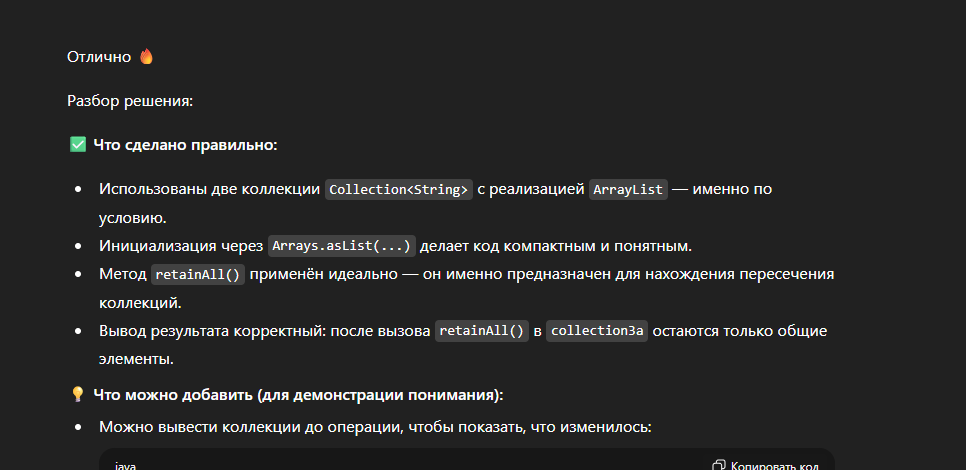 Отлично 🔥
Разбор решения:
✅ Что сделано правильно:
• Использованы две коллекции Collection<String> с реализацией ArrayList — именно по
условию.
• Инициализация через Arrays.asList(...) делает код компактным и понятным.
• Метод retainAll() применён идеально — он именно предназначен для нахождения пересечения
коллекций.
• Вывод результата корректный: после вызова retainAll() в collection3a остаются только общие
элементы.
💡 Что можно добавить (для демонстрации понимания):
• Можно вывести коллекции до операции, чтобы показать, что изменилось:
java Копировать код